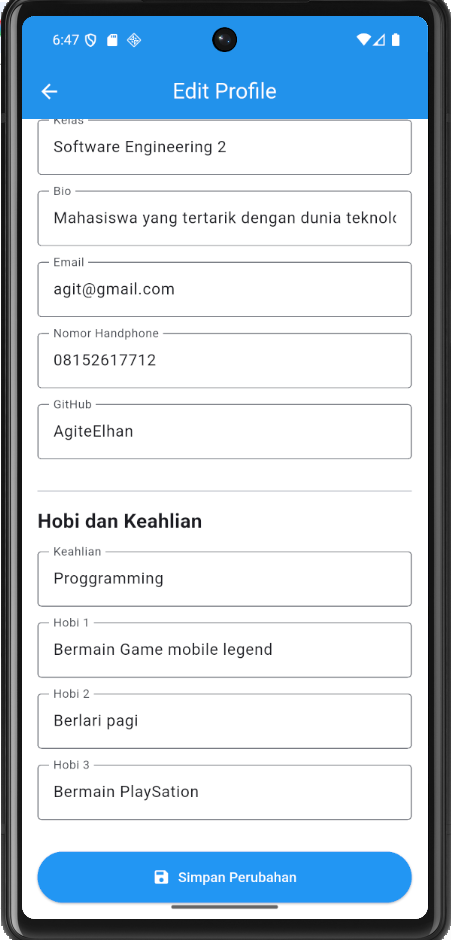 6:47
Edit Profile
Kelas
Software Engineering 2
Bio
Mahasiswa yang tertarik dengan dunia teknolo
Email
agit@gmail.com
Nomor Handphone
08152617712
GitHub
AgiteElhan
Hobi dan Keahlian
Keahlian
Proggramming
Hobi 1
Bermain Game mobile legend
Hobi 2
Berlari pagi
Hobi 3
Bermain PlaySation
Simpan Perubahan